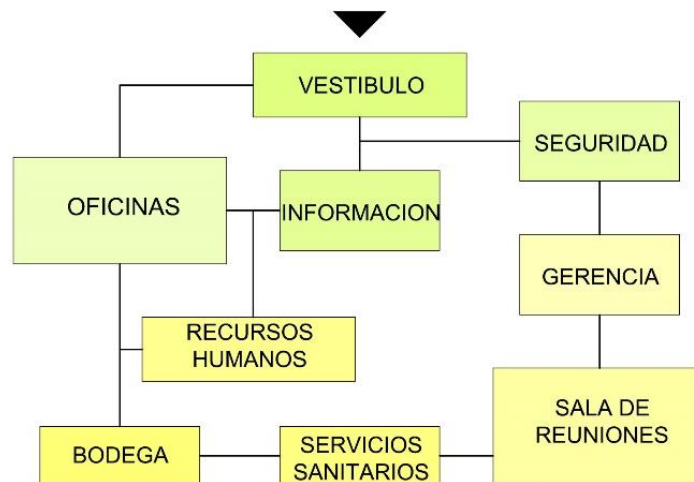 VESTIBULO
SEGURIDAD
OFICINAS
INFORMACION
GERENCIA
RECURSOS
HUMANOS
SALA DE
REUNIONES
BODEGA
SERVICIOS
SANITARIOS